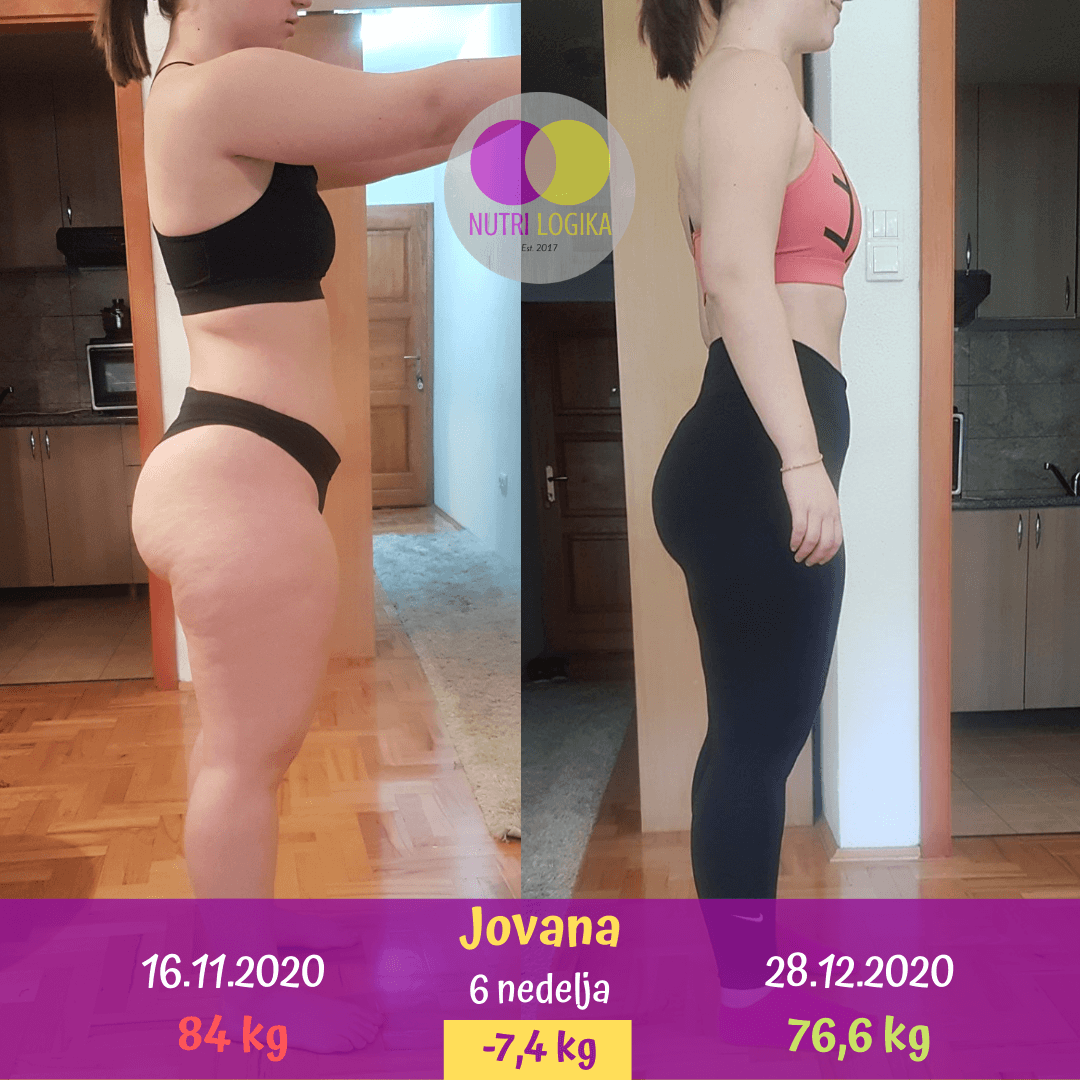 NUTRI LOGIKA
Est. 2017
Jovana
16.11.2020
6 nedelja
28.12.2020
84 kg
-7,4 kg
76,6 kg